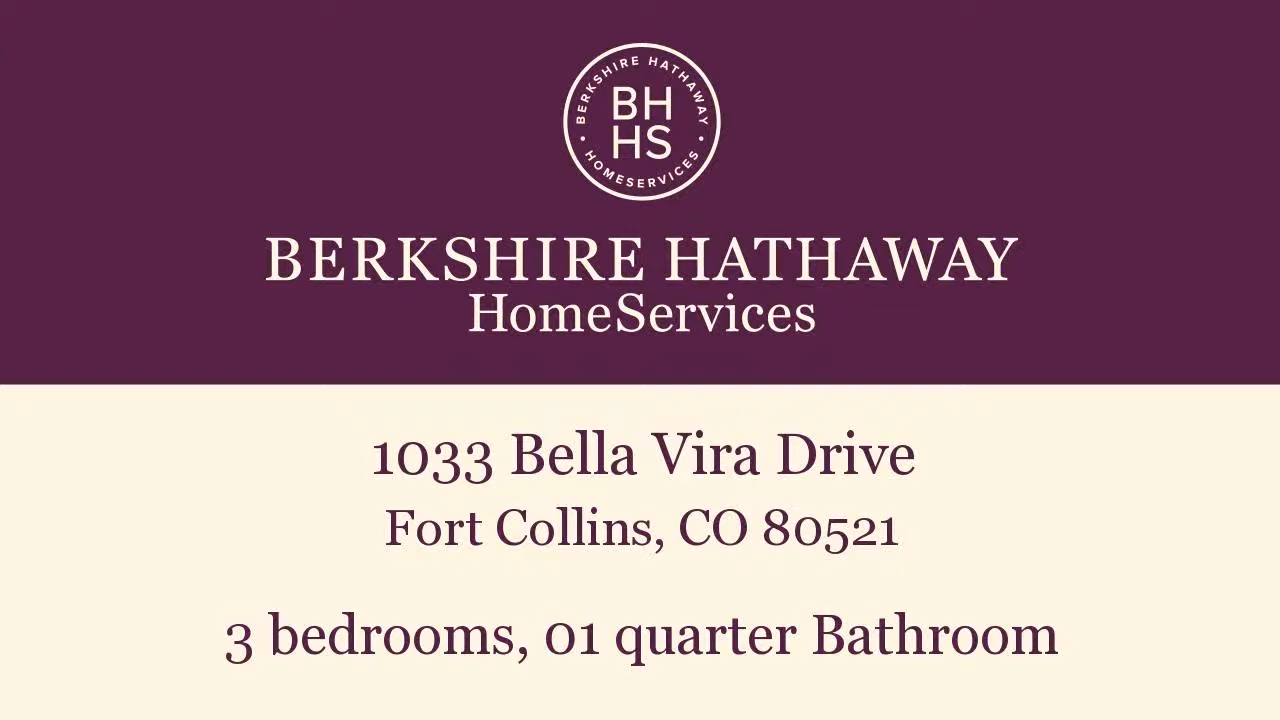 BERKSHIRE HATHAWAY
BH
HS
HOMESERVICES
BERKSHIRE HATHAWAY
HomeServices
1033 Bella Vira Drive
Fort Collins, CO 80521
3 bedrooms, 01 quarter Bathroom